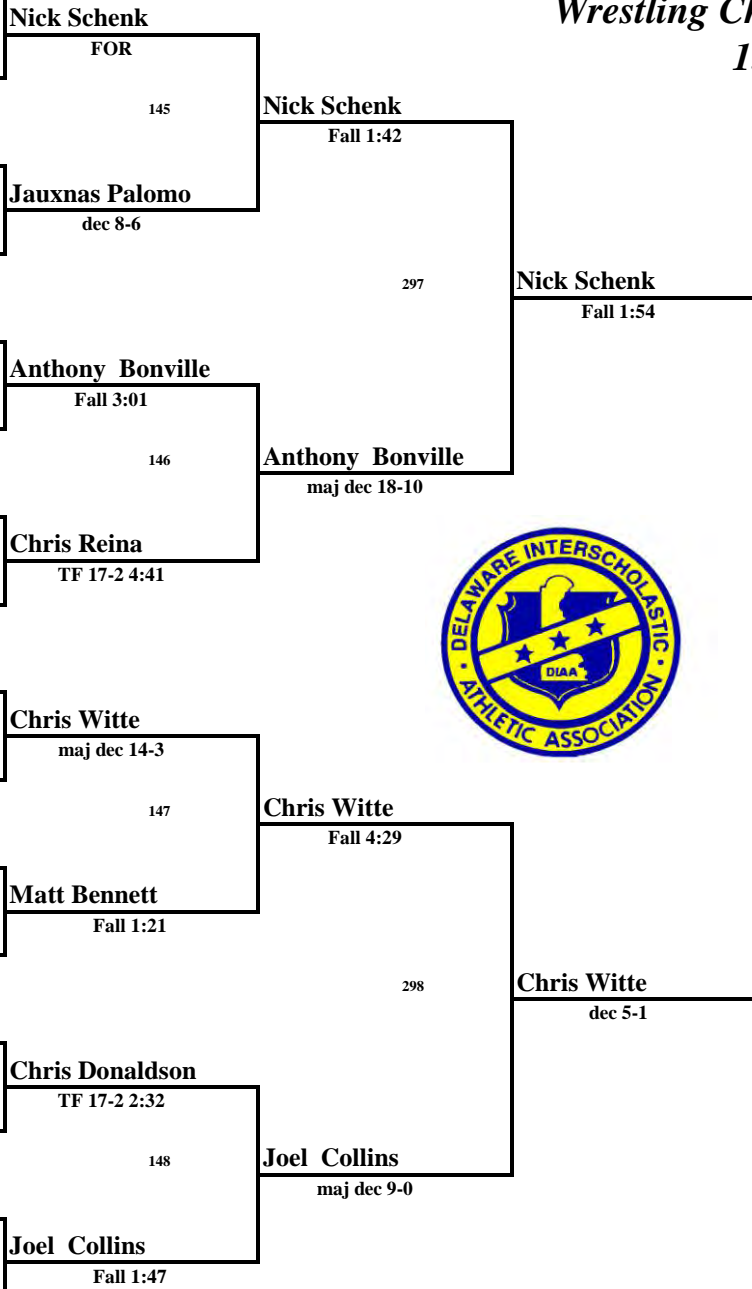 Wrestling Ch
1
Nick Schenk
FOR
145
Nick Schenk
Fall 1:42
Jauxnas Palomo
dec 8-6
297
Nick Schenk
Fall 1:54
Anthony Bonville
Fall 3:01
146
Anthony Bonville
maj dec 18-10
Chris Reina
TF 17-2 4:41
DELAWARE INTERSCHOLASTIC
DIAA
ATHLETIC ASSOCIATION
Chris Witte
maj dec 14-3
147
Chris Witte
Fall 4:29
Matt Bennett
Fall 1:21
298
Chris Witte
dec 5-1
Chris Donaldson
TF 17-2 2:32
148
Joel Collins
maj dec 9-0
Joel Collins
Fall 1:47